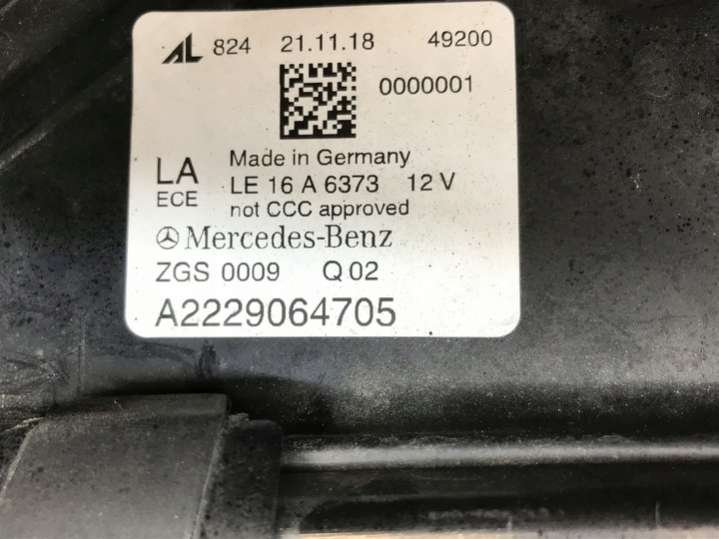 AL 824 21.11.18 49200
0000001
LA
ECE
Made in Germany
LE 16 A 6373 12 V
not CCC approved
Mercedes-Benz
ZGS 0009 Q 02
A2229064705